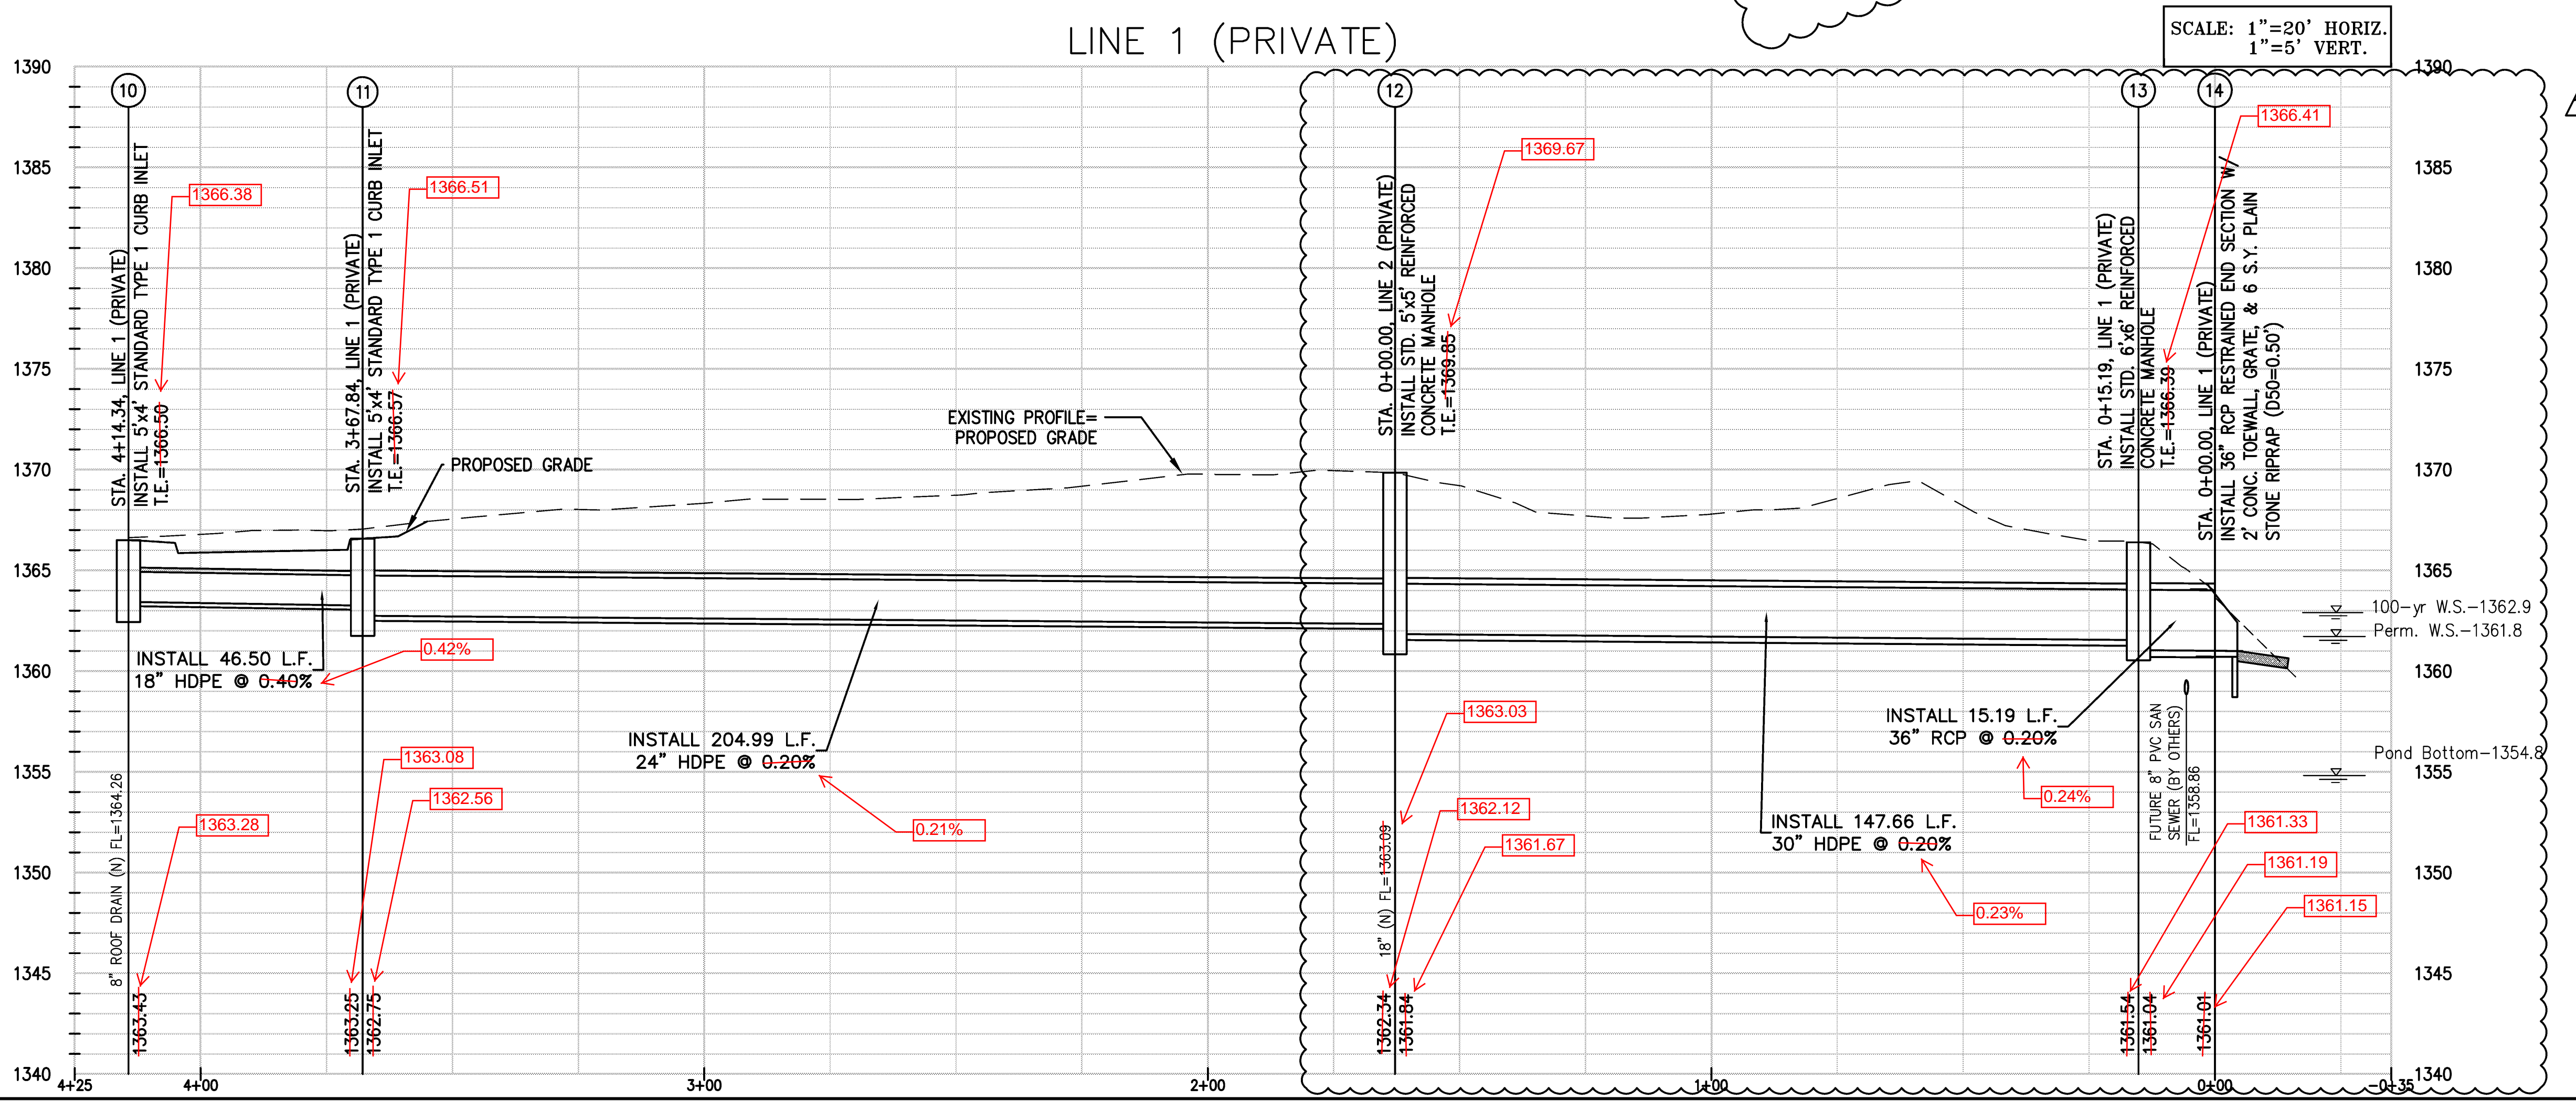 LINE 1 (PRIVATE)
SCALE: 1"=20' HORIZ.
1"=5' VERT.
1390
1385
1380
1375
1370
1365
1360
1355
1350
1345
1340
10
STA. 4+14.34, LINE 1 (PRIVATE)
INSTALL 5'x4' STANDARD TYPE 1 CURB INLET
T.E.=1366.50
1366.38
11
STA. 3+67.84, LINE 1 (PRIVATE)
INSTALL 5'x4' STANDARD TYPE 1 CURB INLET
T.E.=1366.57
1366.51
PROPOSED GRADE
EXISTING PROFILE=
PROPOSED GRADE
12
STA. 0+00.00, LINE 2 (PRIVATE)
INSTALL STD. 5'x5' REINFORCED
CONCRETE MANHOLE
T.E.=1369.85
1369.67
13
STA. 0+15.19, LINE 1 (PRIVATE)
INSTALL STD. 6'x6' REINFORCED
CONCRETE MANHOLE
T.E.=1366.39
1366.41
14
STA. 0+00.00, LINE 1 (PRIVATE)
INSTALL 36" RCP RESTRAINED END SECTION W/
2' CONC. TOEWALL, GRATE, & 6 S.Y. PLAIN
STONE RIPRAP (D50=0.50')
1390
1385
1380
1375
1370
1365
1360
1355
1350
1345
1340
100-yr W.S.-1362.9
Perm. W.S.-1361.8
Pond Bottom-1354.8
INSTALL 46.50 L.F.
18" HDPE @ 0.40%
0.42%
INSTALL 204.99 L.F.
24" HDPE @ 0.20%
0.21%
INSTALL 147.66 L.F.
30" HDPE @ 0.20%
0.23%
INSTALL 15.19 L.F.
36" RCP @ 0.20%
0.24%
FUTURE 8" PVC SAN
SEWER (BY OTHERS)
FL=1358.86
8" ROOF DRAIN (N) FL=1364.26
18" (N) FL=1363.09
1363.03
1363.28
1363.08
1362.56
1362.12
1361.67
1361.33
1361.19
1361.15
1363.43
1363.25
1362.75
1362.34
1361.84
1361.54
1361.04
1361.01
4+25
4+00
3+00
2+00
1+00
0+00
-0+35